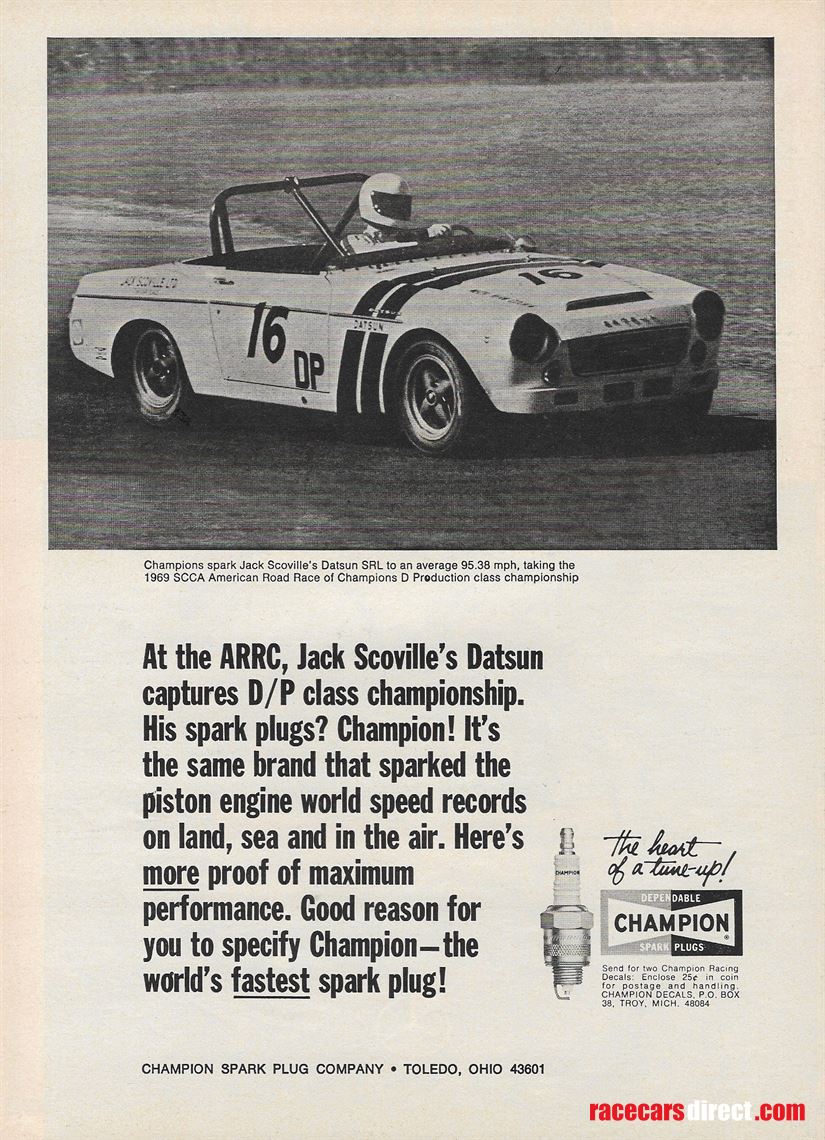 JACK SCOVILLE LTD
16
16
DATSUN
DATSUN
DP
Champions spark Jack Scoville's Datsun SRL to an average 95.38 mph, taking the
1969 SCCA American Road Race of Champions D Production class championship
At the ARRC, Jack Scoville's Datsun
captures D/P class championship.
His spark plugs? Champion! It's
the same brand that sparked the
piston engine world speed records
on land, sea and in the air. Here's
more proof of maximum
performance. Good reason for
you to specify Champion—the
world's fastest spark plug!
CHAMPION
The heart
of a tune-up!
DEPENDABLE
CHAMPION®
SPARK PLUGS
Send for two Champion Racing
Decals: Enclose 25¢ in coin
for postage and handling.
CHAMPION DECALS, P.O. BOX
38, TROY, MICH. 48084
CHAMPION SPARK PLUG COMPANY • TOLEDO, OHIO 43601
racecarsdirect.com